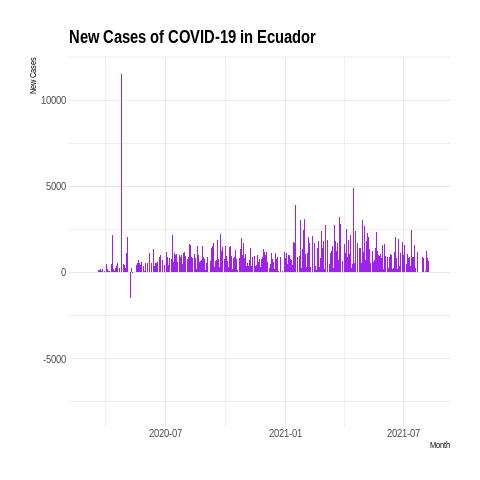 New Cases of COVID-19 in Ecuador
New Cases
10000
5000
0
-5000
2020-07
2021-01
2021-07
Month